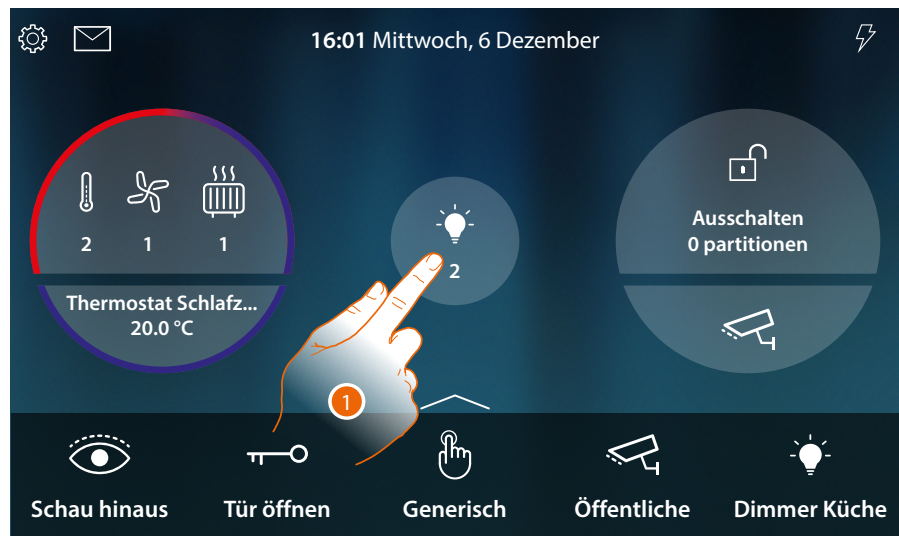 16:01 Mittwoch, 6 Dezember
2 1 1
Thermostat Schlafz...
20.0 °C
2
1
Ausschalten
0 partitionen
Schau hinaus
Tür öffnen
Generisch
Öffentliche
Dimmer Küche